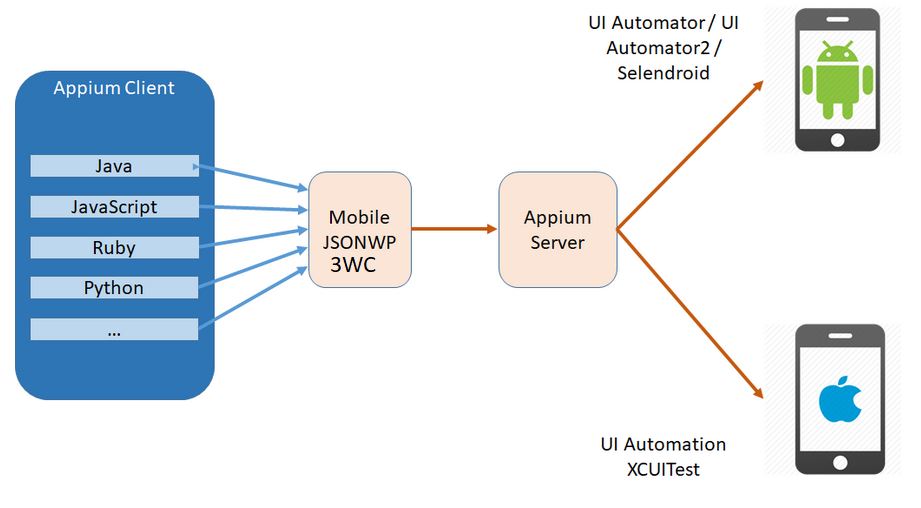 UI Automator / UI
Automator2 /
Selendroid
Appium Client
Java
JavaScript
Ruby
Python
...
Mobile
JSONWP
3WC
Appium
Server
UI Automation
XCUITest